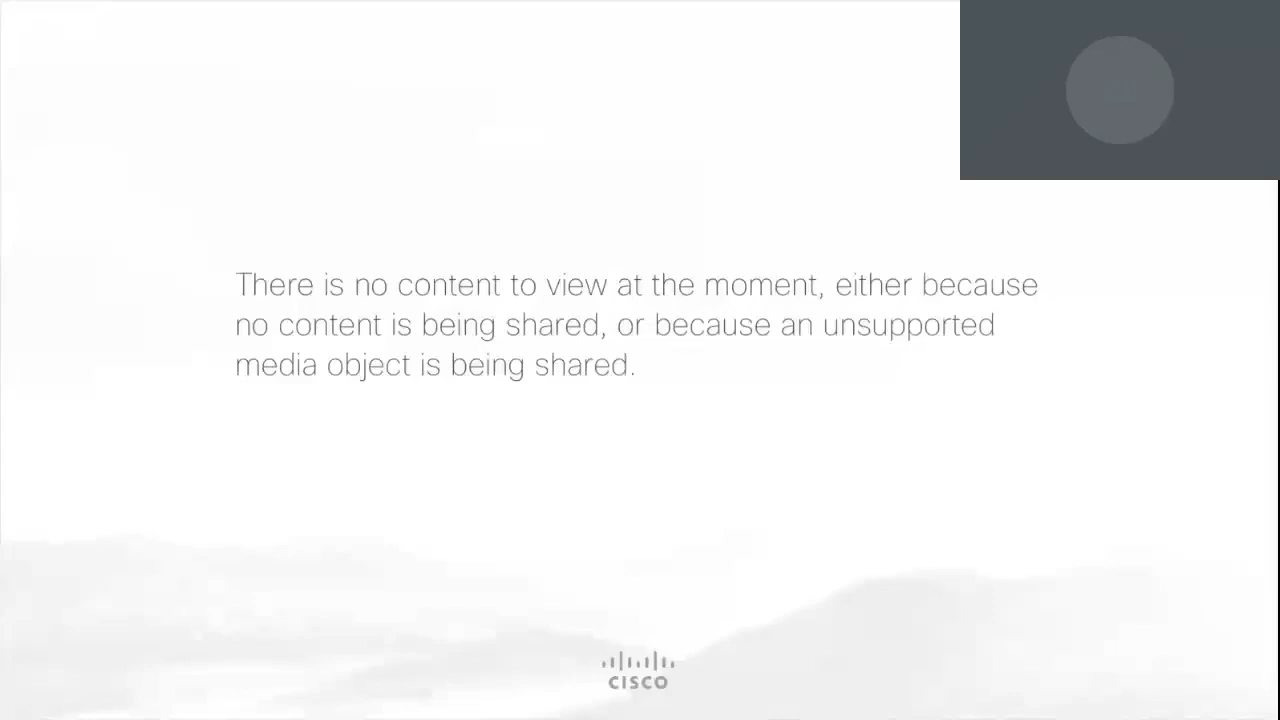 There is no content to view at the moment, either because
no content is being shared, or because an unsupported
media object is being shared.
CISCO